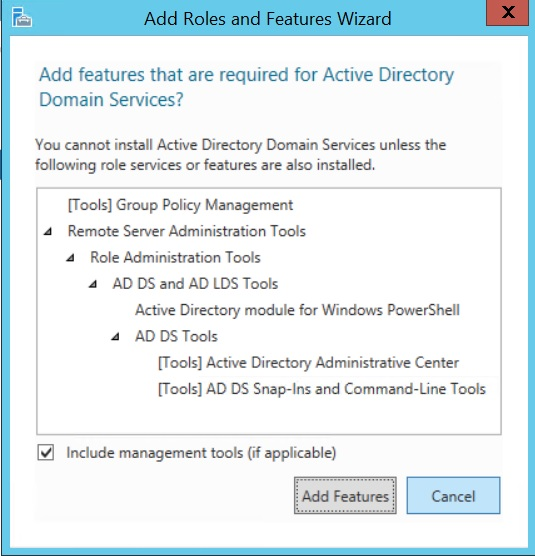 Add Roles and Features Wizard
X
Add features that are required for Active Directory
Domain Services?
You cannot install Active Directory Domain Services unless the
following role services or features are also installed.
[Tools] Group Policy Management
Remote Server Administration Tools
Role Administration Tools
AD DS and AD LDS Tools
Active Directory module for Windows PowerShell
AD DS Tools
[Tools] Active Directory Administrative Center
[Tools] AD DS Snap-Ins and Command-Line Tools
Include management tools (if applicable)
Add Features
Cancel